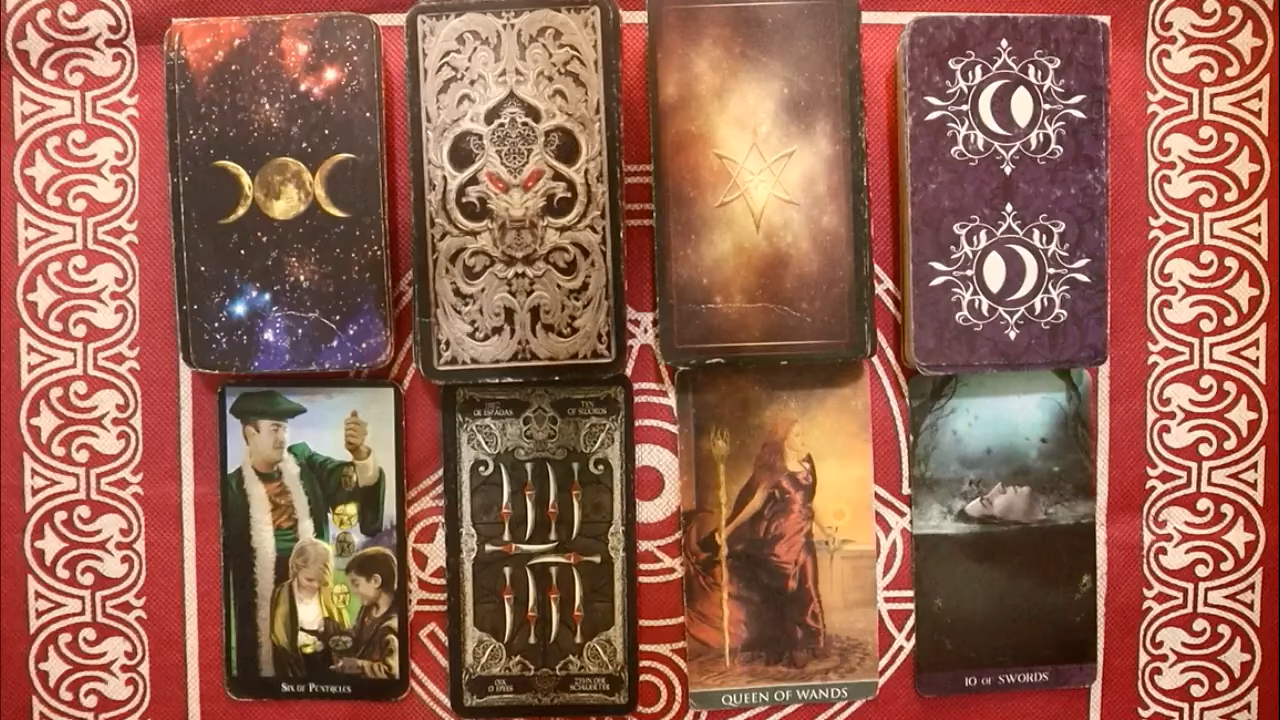 SIX OF PENTACLES
DE ESPADAS
TEN
OF SWORDS
DIX
D'EPEES
ZEHN DER
SCHWERTER
QUEEN OF WANDS
10 OF SWORDS